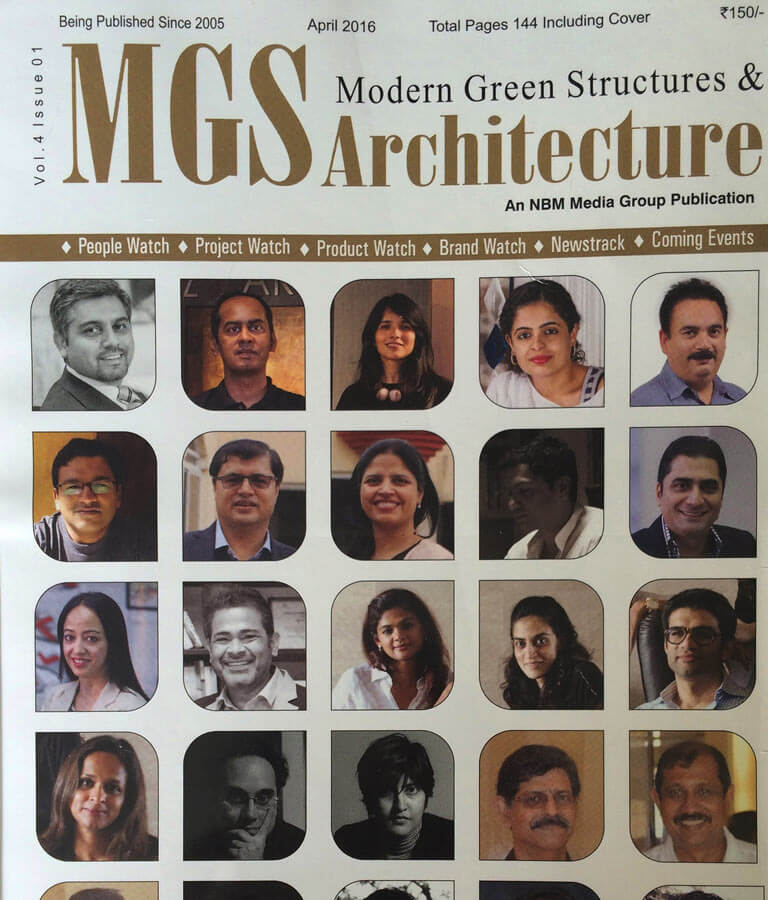 Being Published Since 2005
April 2016
Total Pages 144 Including Cover
₹150/-
Vol. 4 Issue 01
MGS
Modern Green Structures &
Architecture
An NBM Media Group Publication
♦ People Watch ♦ Project Watch ♦ Product Watch ♦ Brand Watch ♦ Newstrack ♦ Coming Events